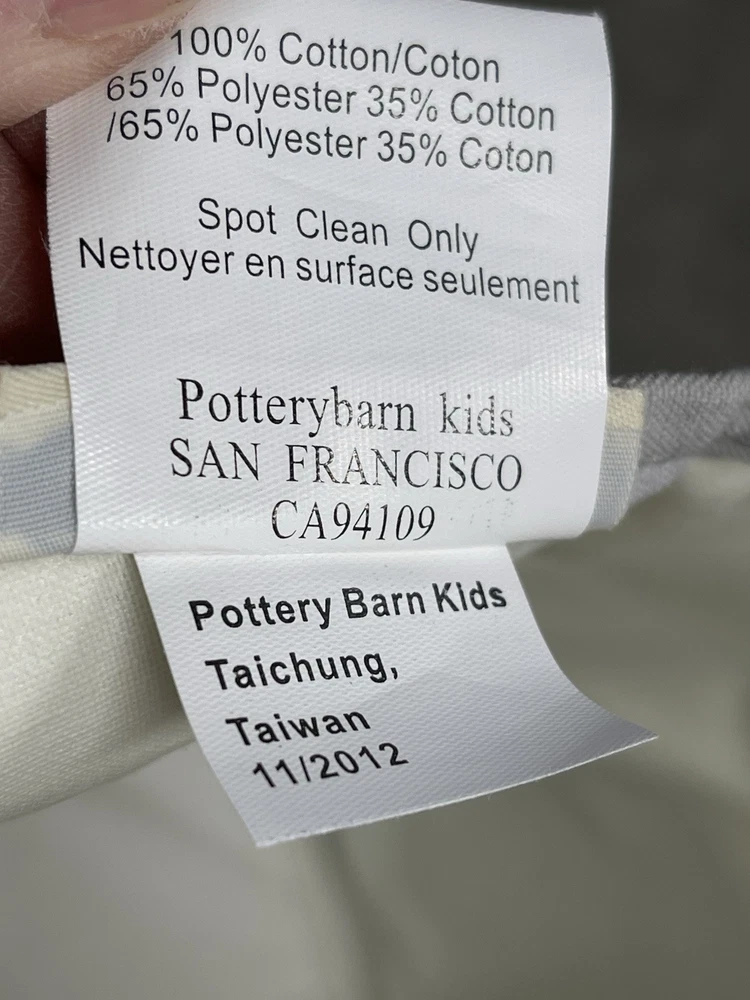 100% Cotton/Coton
65% Polyester 35% Cotton
/65% Polyester 35% Coton
Spot Clean Only
Nettoyer en surface seulement
Potterybarn kids
SAN FRANCISCO
CA94109
Pottery Barn Kids
Taichung,
Taiwan
11/2012